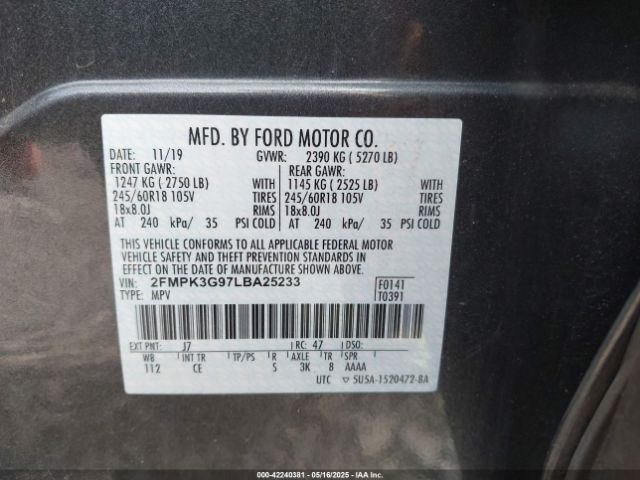 MFD. BY FORD MOTOR CO.
DATE: 11/19 GVWR: 2390 KG ( 5270 LB)
FRONT GAWR: REAR GAWR:
1247 KG ( 2750 LB) WITH 1145 KG ( 2525 LB) WITH
245/60R18 105V TIRES 245/60R18 105V TIRES
18x8.0J RIMS 18x8.0J RIMS
AT 240 kPa/ 35 PSI COLD AT 240 kPa/ 35 PSI COLD
THIS VEHICLE CONFORMS TO ALL APPLICABLE FEDERAL MOTOR
VEHICLE SAFETY AND THEFT PREVENTION STANDARDS IN
EFFECT ON THE DATE OF MANUFACTURE SHOWN ABOVE.
VIN: 2FMPK3G97LBA25233 F0141
TYPE: MPV T0391
EXT PNT: J7 RC: 47 DSO:
WB INT TR TP/PS R AXLE TR SPR
112 CE S 3K 8 AAAA
UTC 5U5A-1520472-BA
000-42240381 - 05/16/2025 - IAA Inc.